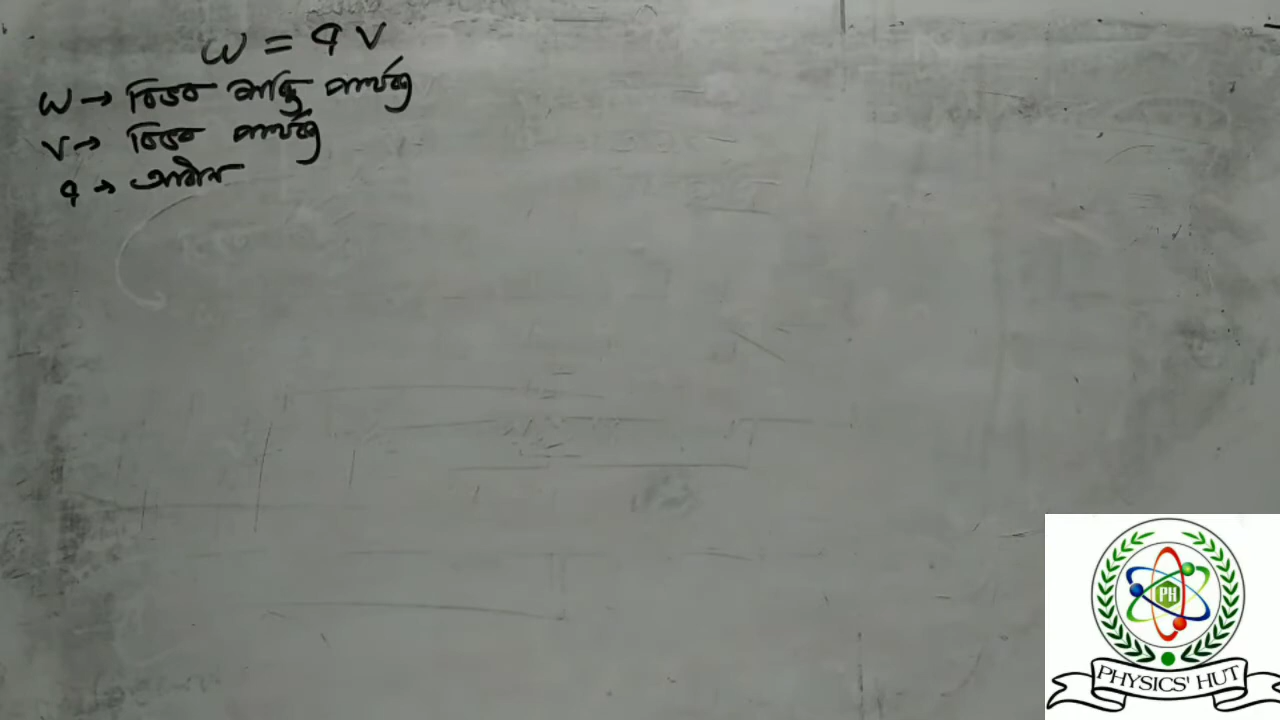 W = qV
W → বিভব শক্তি পার্থক্য
V → বিভব পার্থক্য
q → আধান
PH
PHYSICS' HUT